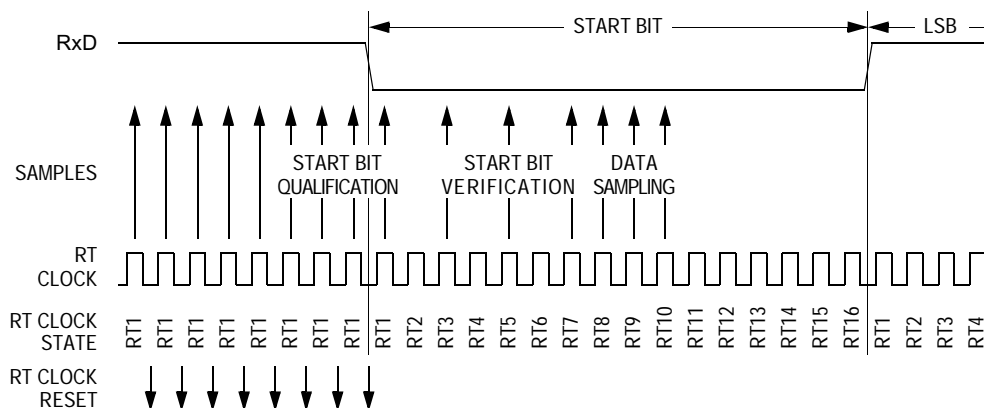 START BIT
LSB
RxD
SAMPLES
START BIT
QUALIFICATION
START BIT
VERIFICATION
DATA
SAMPLING
RT
CLOCK
RT CLOCK
STATE
RT1 RT1 RT1 RT1 RT1 RT1 RT1 RT1 RT1 RT2 RT3 RT4 RT5 RT6 RT7 RT8 RT9 RT10 RT11 RT12 RT13 RT14 RT15 RT16 RT1 RT2 RT3 RT4
RT CLOCK
RESET